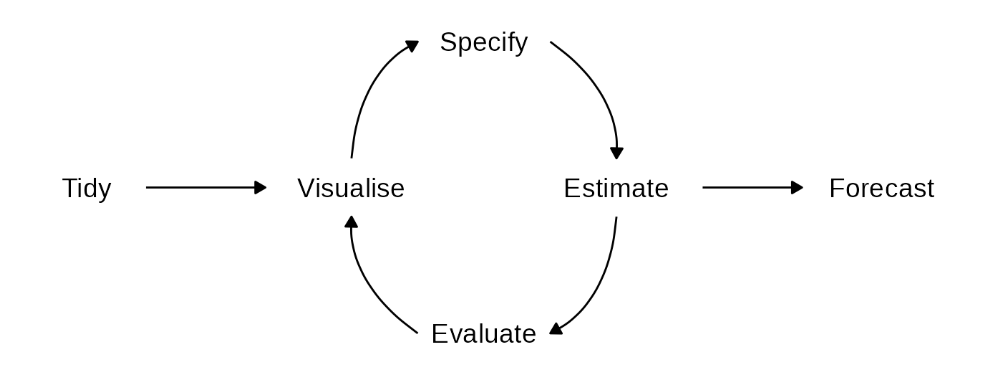 Specify
Tidy
Visualise
Estimate
Forecast
Evaluate